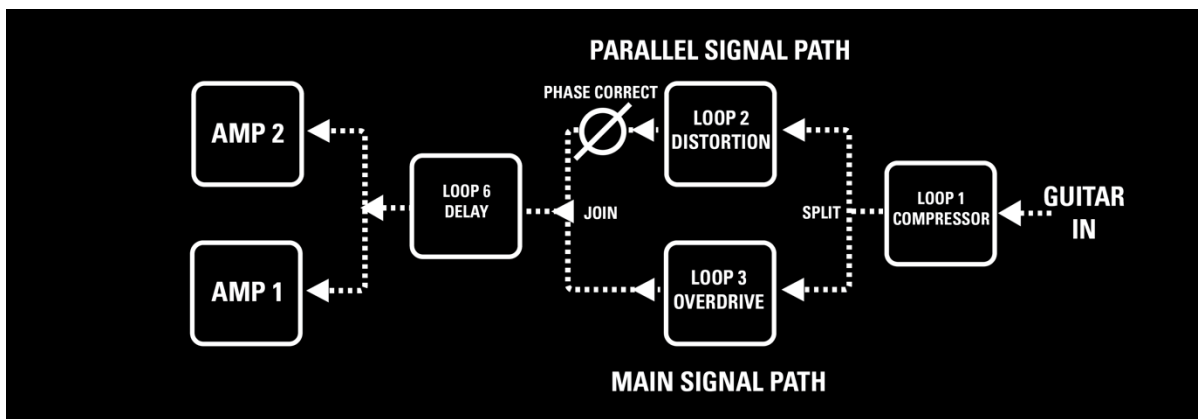 PARALLEL SIGNAL PATH
PHASE CORRECT
AMP 2
LOOP 2
DISTORTION
LOOP 6
DELAY
JOIN
SPLIT
LOOP 1
COMPRESSOR
GUITAR
IN
AMP 1
LOOP 3
OVERDRIVE
MAIN SIGNAL PATH